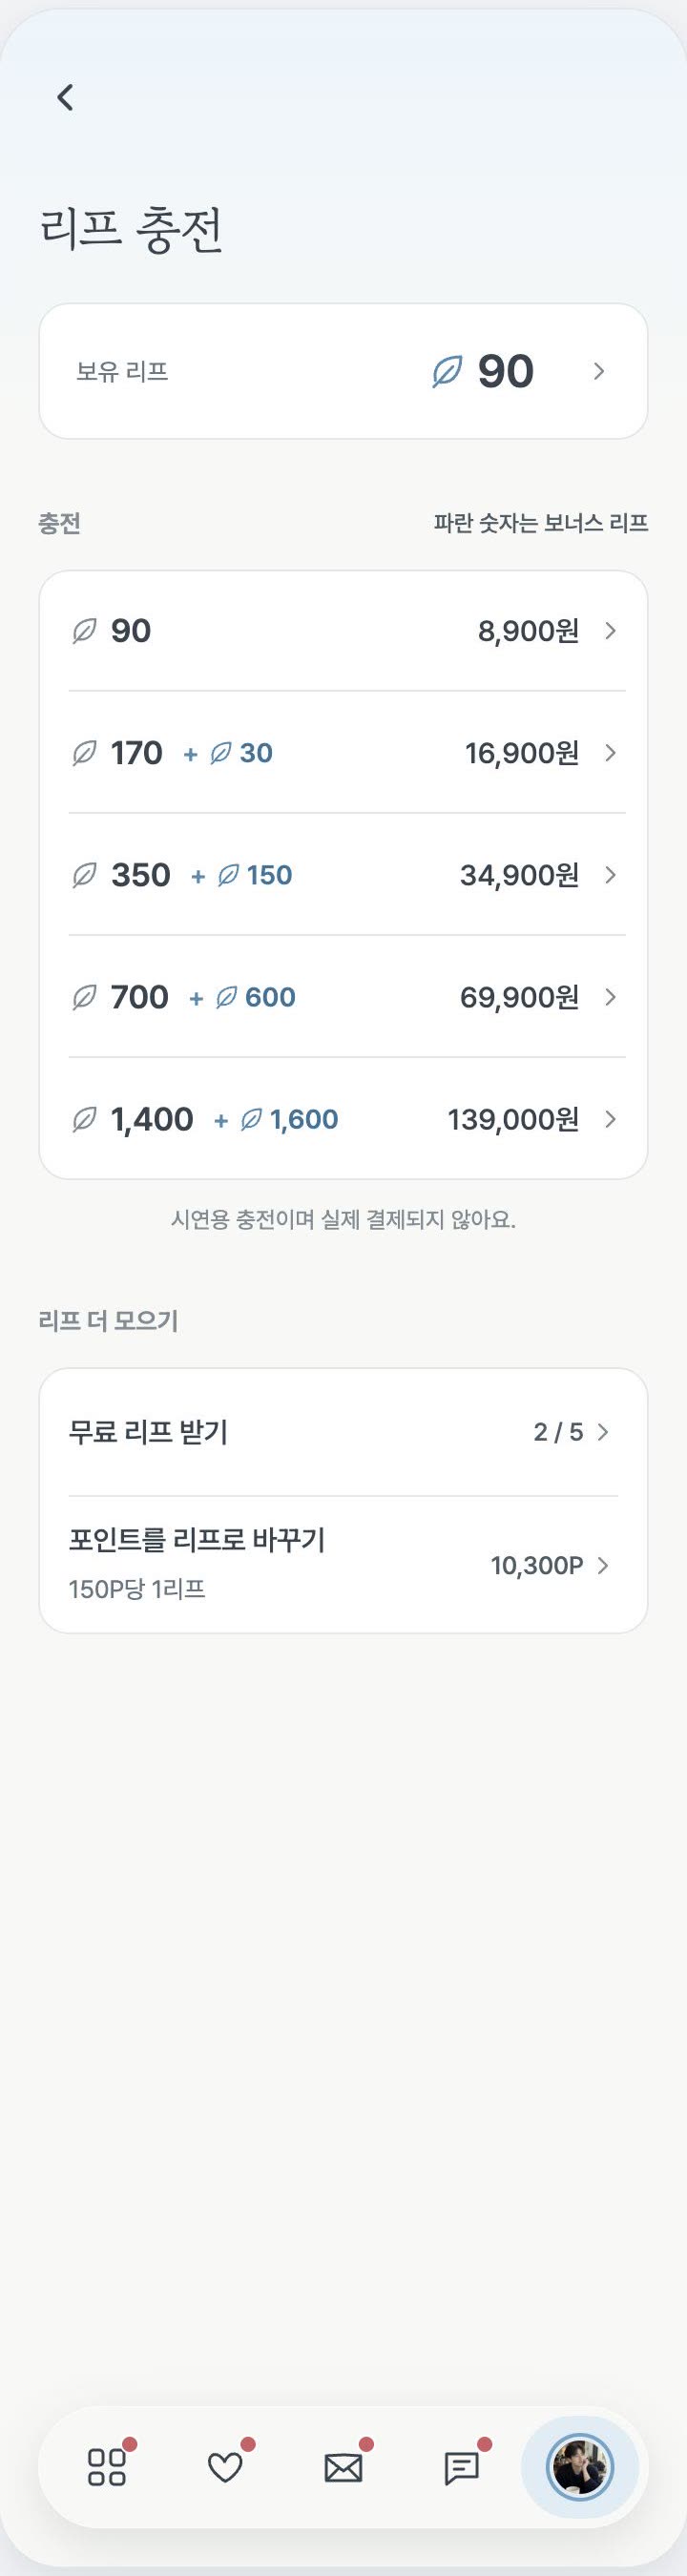 리프 충전
보유 리프 90
충전 파란 숫자는 보너스 리프
90 8,900원
170 + 30 16,900원
350 + 150 34,900원
700 + 600 69,900원
1,400 + 1,600 139,000원
시연용 충전이며 실제 결제되지 않아요.
리프 더 모으기
무료 리프 받기 2 / 5
포인트를 리프로 바꾸기
150P당 1리프
10,300P